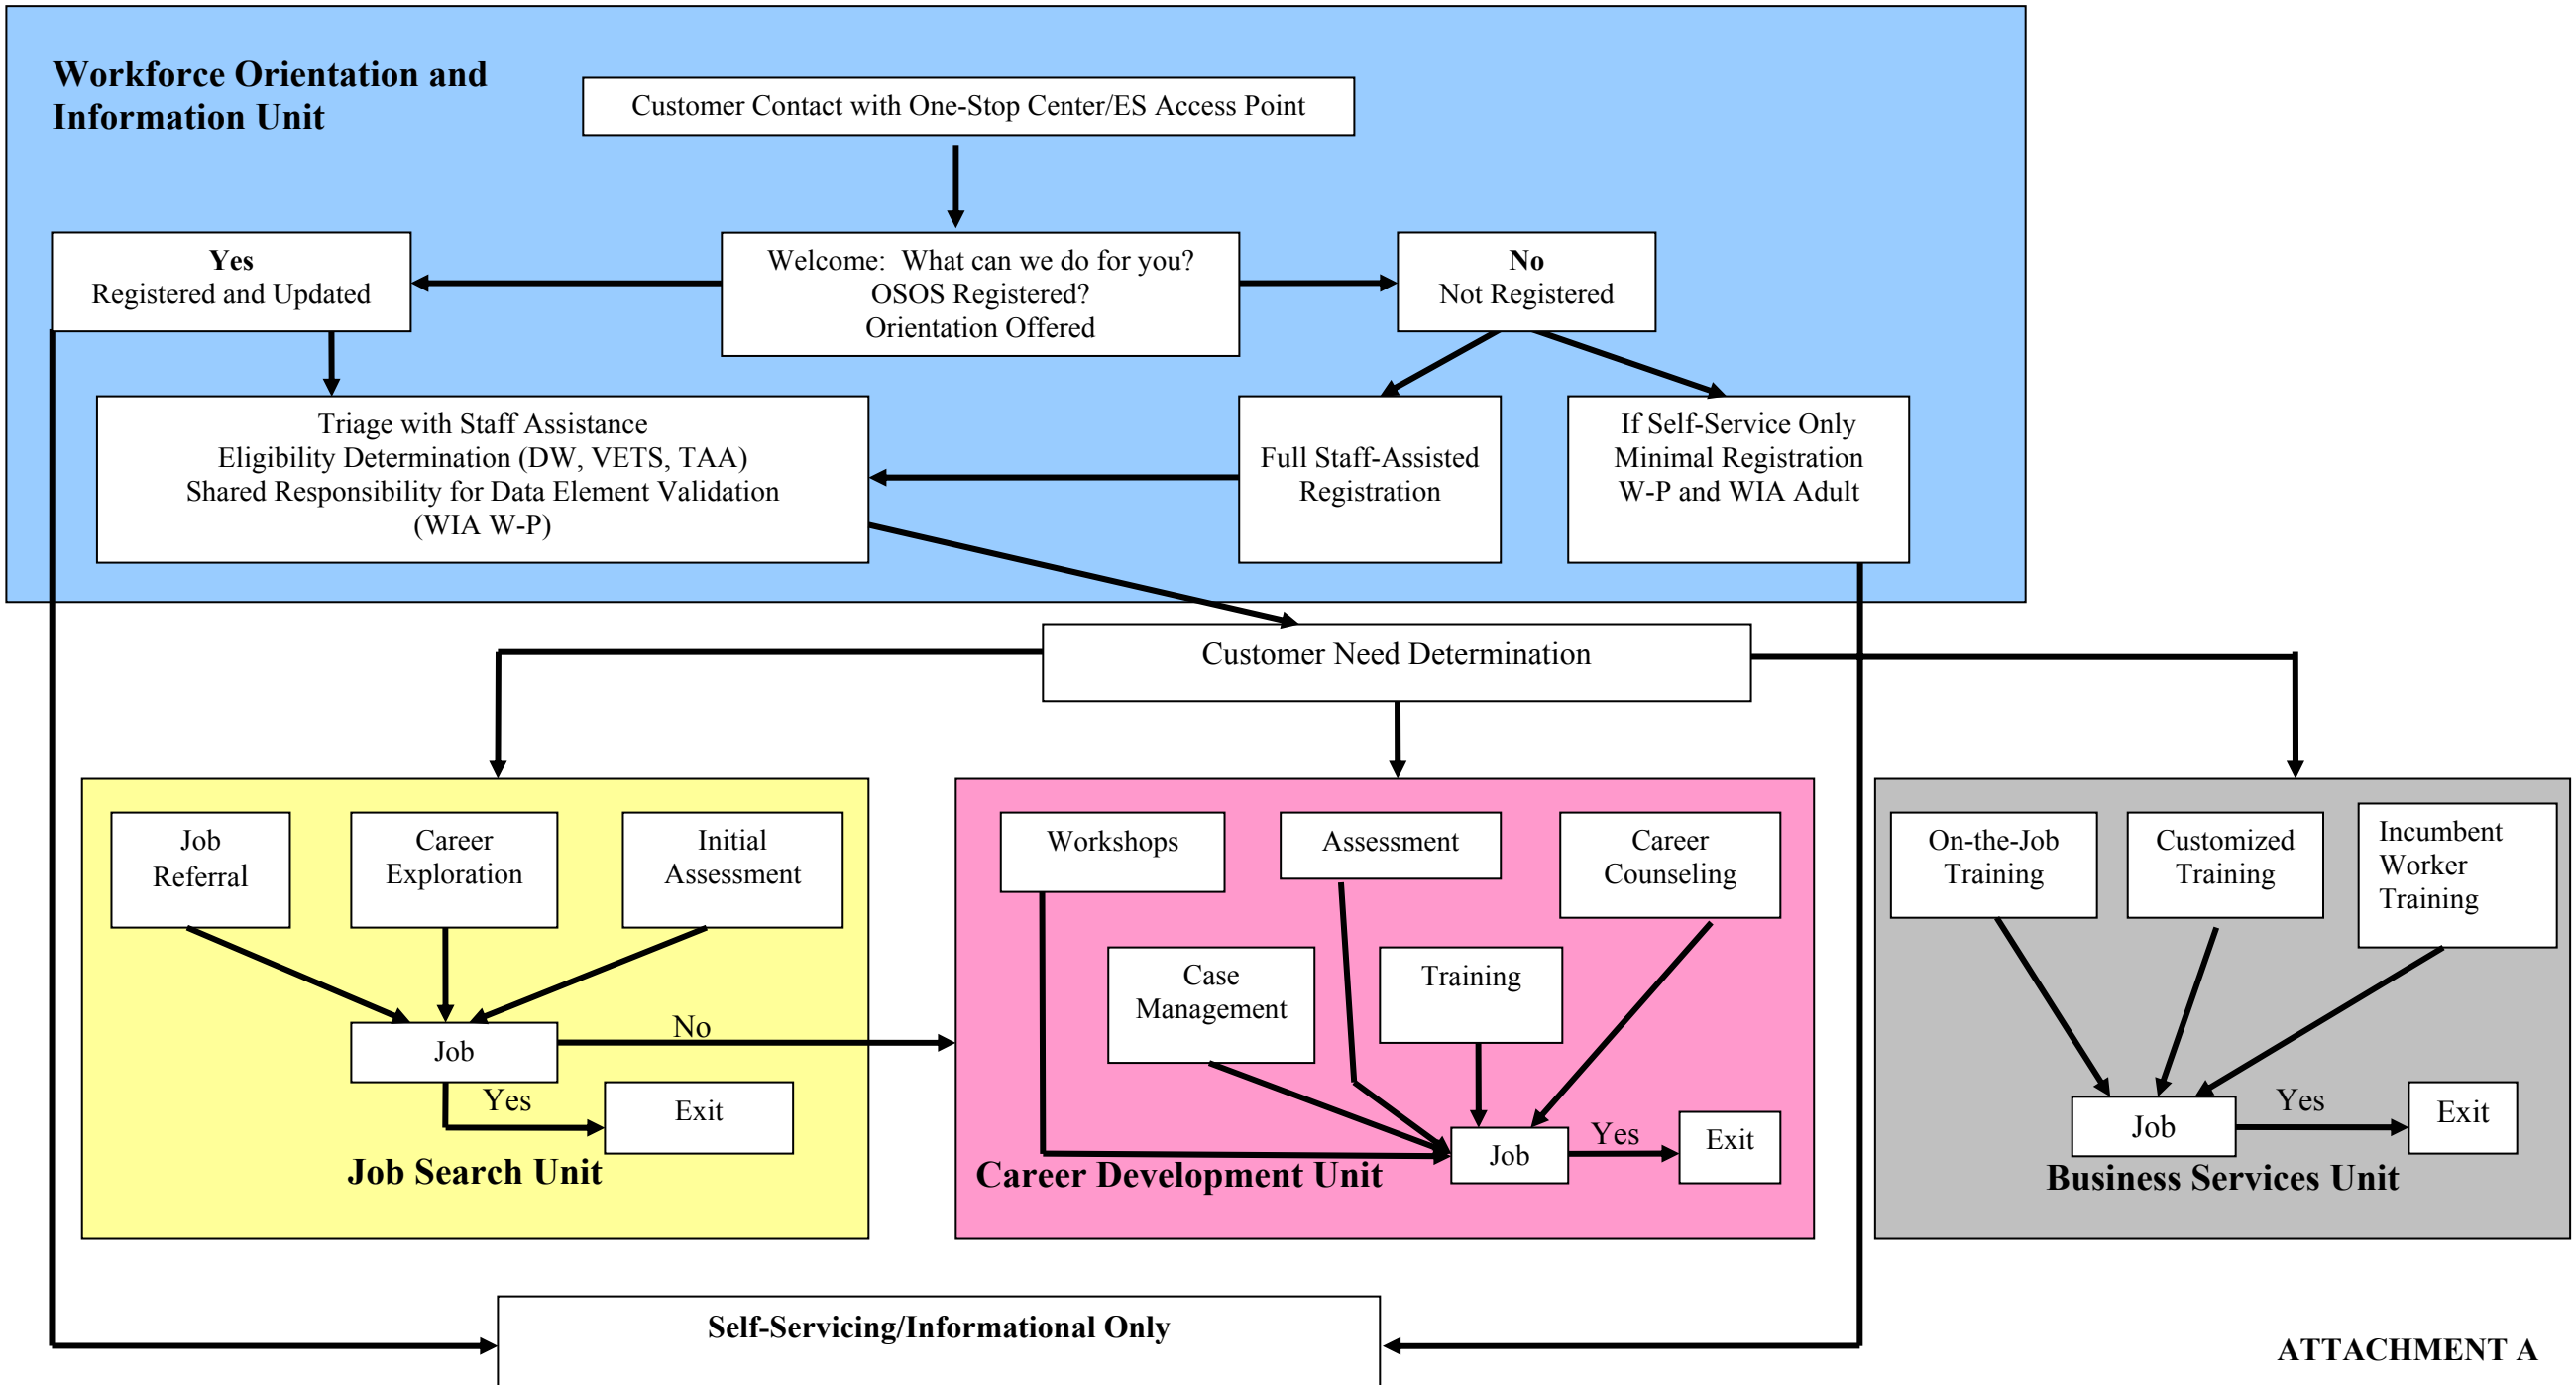 Workforce Orientation and
Information Unit
Customer Contact with One-Stop Center/ES Access Point
Yes
Registered and Updated
Welcome:  What can we do for you?
OSOS Registered?
Orientation Offered
No
Not Registered
Triage with Staff Assistance
Eligibility Determination (DW, VETS, TAA)
Shared Responsibility for Data Element Validation
(WIA W-P)
Full Staff-Assisted
Registration
If Self-Service Only
Minimal Registration
W-P and WIA Adult
Customer Need Determination
Job
Referral
Career
Exploration
Initial
Assessment
Job
No
Yes
Exit
Job Search Unit
Workshops
Assessment
Career
Counseling
Case
Management
Training
Job
Yes
Exit
Career Development Unit
On-the-Job
Training
Customized
Training
Incumbent
Worker
Training
Job
Yes
Exit
Business Services Unit
Self-Servicing/Informational Only
ATTACHMENT A